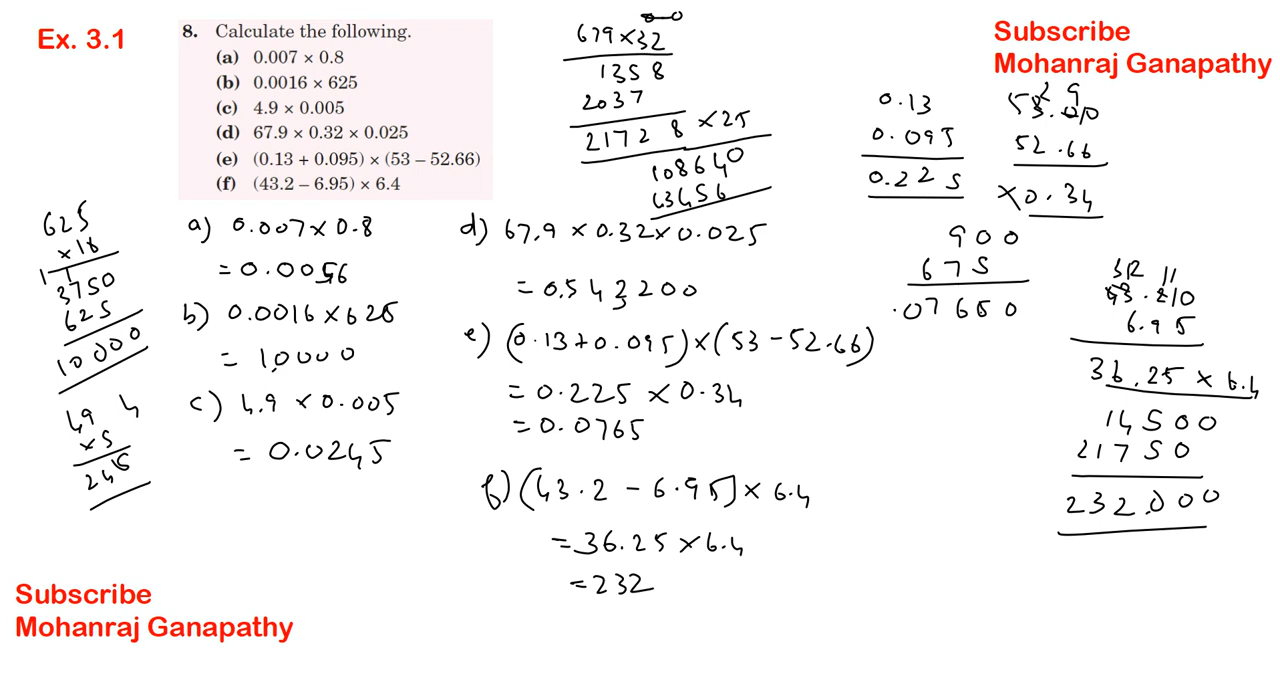 Ex. 3.1
8. Calculate the following.
(a) 0.007 × 0.8
(b) 0.0016 × 625
(c) 4.9 × 0.005
(d) 67.9 × 0.32 × 0.025
(e) (0.13 + 0.095) × (53 – 52.66)
(f) (43.2 – 6.95) × 6.4
679 × 32
1358
2037
21728 × 25
108640
43456
Subscribe
Mohanraj Ganapathy
0.13
0.095
0.225
52.66
×0.34
900
675
.07650
6.95
36.25 × 6.4
14500
21750
232.000
625
×16
3750
625
10000
49
×5
245
a) 0.007 × 0.8
= 0.0056
b) 0.0016 × 625
= 1.0000
c) 4.9 × 0.005
= 0.0245
d) 67.9 × 0.32 × 0.025
= 0.543200
e) (0.13 + 0.095) × (53 – 52.66)
= 0.225 × 0.34
= 0.0765
f) (43.2 – 6.95) × 6.4
= 36.25 × 6.4
= 232
Subscribe
Mohanraj Ganapathy